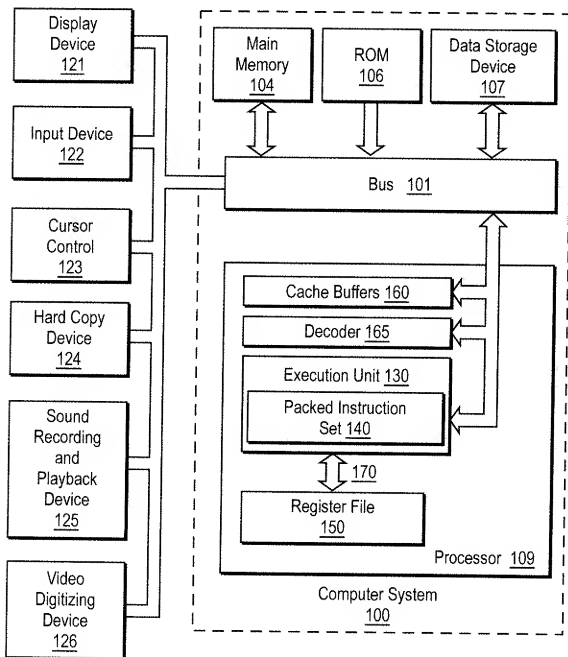 Display
Device
121
Input Device
122
Cursor
Control
123
Hard Copy
Device
124
Sound
Recording
and
Playback
Device
125
Video
Digitizing
Device
126
Main
Memory
104
ROM
106
Data Storage
Device
107
Bus 101
Cache Buffers 160
Decoder 165
Execution Unit 130
Packed Instruction
Set 140
170
Register File
150
Processor 109
Computer System
100